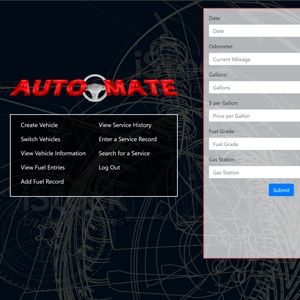 AUTO MATE
Create Vehicle
Switch Vehicles
View Vehicle Information
View Fuel Entries
Add Fuel Record
View Service History
Enter a Service Record
Search for a Service
Log Out
Date:
Date
Odometer:
Current Mileage
Gallons:
Gallons
$ per Gallon:
Price per Gallon
Fuel Grade:
Fuel Grade
Gas Station
Gas Station
Submit